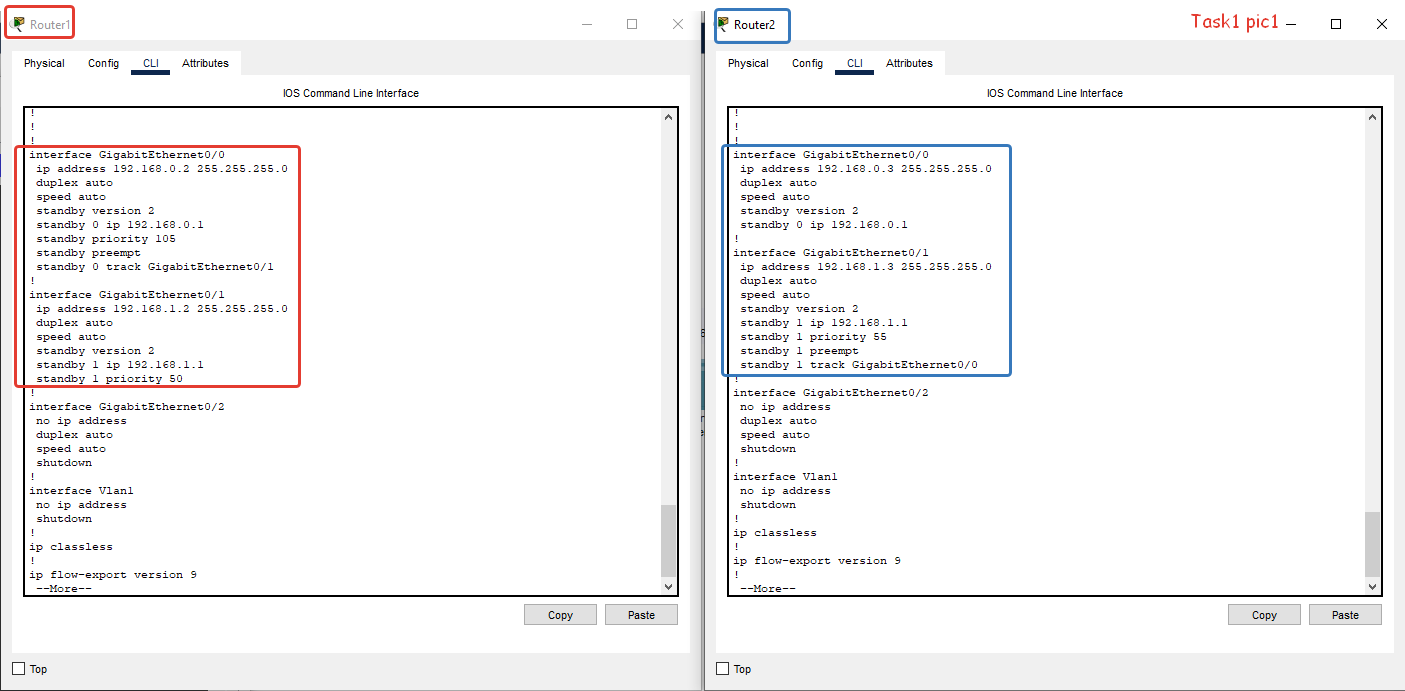 Router1
Physical Config CLI Attributes
IOS Command Line Interface
!
!
!
interface GigabitEthernet0/0
ip address 192.168.0.2 255.255.255.0
duplex auto
speed auto
standby version 2
standby 0 ip 192.168.0.1
standby priority 105
standby preempt
standby 0 track GigabitEthernet0/1
!
interface GigabitEthernet0/1
ip address 192.168.1.2 255.255.255.0
duplex auto
speed auto
standby version 2
standby 1 ip 192.168.1.1
standby 1 priority 50
!
interface GigabitEthernet0/2
no ip address
duplex auto
speed auto
shutdown
!
interface Vlan1
no ip address
shutdown
!
ip classless
!
ip flow-export version 9
--More--
Copy Paste
Top
Router2
Task1 pic1
Physical Config CLI Attributes
IOS Command Line Interface
!
!
!
interface GigabitEthernet0/0
ip address 192.168.0.3 255.255.255.0
duplex auto
speed auto
standby version 2
standby 0 ip 192.168.0.1
!
interface GigabitEthernet0/1
ip address 192.168.1.3 255.255.255.0
duplex auto
speed auto
standby version 2
standby 1 ip 192.168.1.1
standby 1 priority 55
standby 1 preempt
standby 1 track GigabitEthernet0/0
!
interface GigabitEthernet0/2
no ip address
duplex auto
speed auto
shutdown
!
interface Vlan1
no ip address
shutdown
!
ip classless
!
ip flow-export version 9
!
--More--
Copy Paste
Top